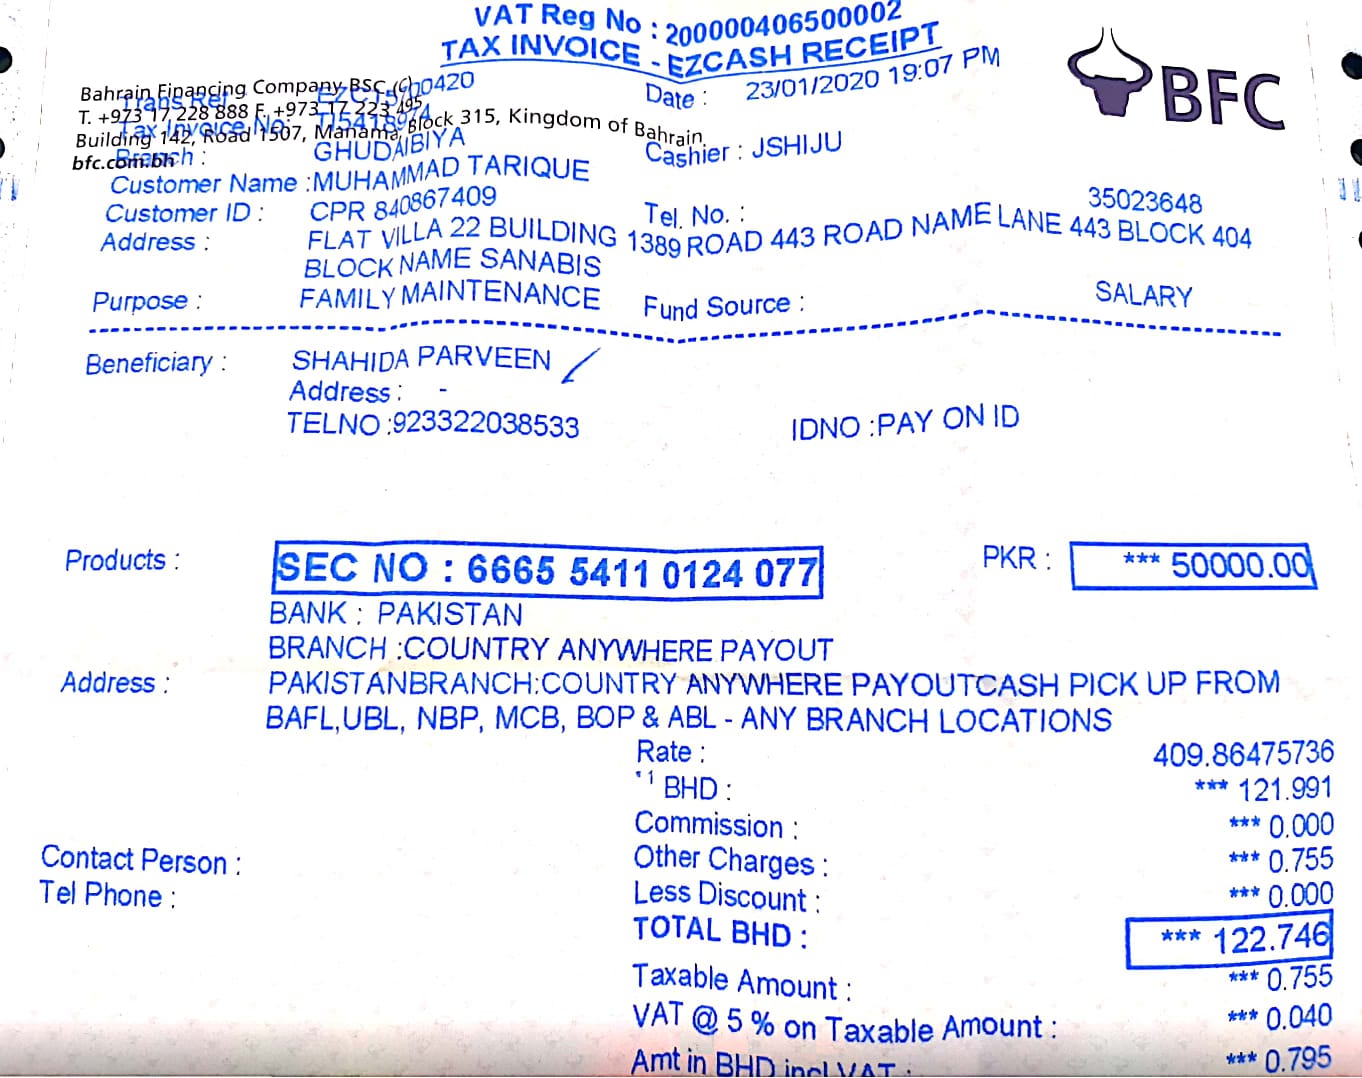 VAT Reg No : 200000406500002
TAX INVOICE - EZCASH RECEIPT
BFC
Bahrain Financing Company BSC (C)
T. +973 17 228 888 F. +973 17 223 495
Building 142, Road 1507, Manama, Block 315, Kingdom of Bahrain
bfc.com.bh
Trans Ref
Date : 23/01/2020 19:07 PM
Tax Invoice No:
Branch : GHUDAIBIYA Cashier : JSHIJU
Customer Name :MUHAMMAD TARIQUE
Customer ID : CPR 840867409 Tel. No. : 35023648
Address : FLAT VILLA 22 BUILDING 1389 ROAD 443 ROAD NAME LANE 443 BLOCK 404
BLOCK NAME SANABIS
Purpose : FAMILY MAINTENANCE Fund Source : SALARY
Beneficiary : SHAHIDA PARVEEN
Address : -
TELNO :923322038533 IDNO :PAY ON ID
Products : SEC NO : 6665 5411 0124 077 PKR : *** 50000.00
BANK : PAKISTAN
BRANCH :COUNTRY ANYWHERE PAYOUT
Address : PAKISTANBRANCH:COUNTRY ANYWHERE PAYOUTCASH PICK UP FROM
BAFL,UBL, NBP, MCB, BOP & ABL - ANY BRANCH LOCATIONS
Rate : 409.86475736
*1 BHD : *** 121.991
Commission : *** 0.000
Contact Person : Other Charges : *** 0.755
Tel Phone : Less Discount : *** 0.000
TOTAL BHD : *** 122.746
Taxable Amount : *** 0.755
VAT @ 5 % on Taxable Amount : *** 0.040
Amt in BHD incl VAT : *** 0.795